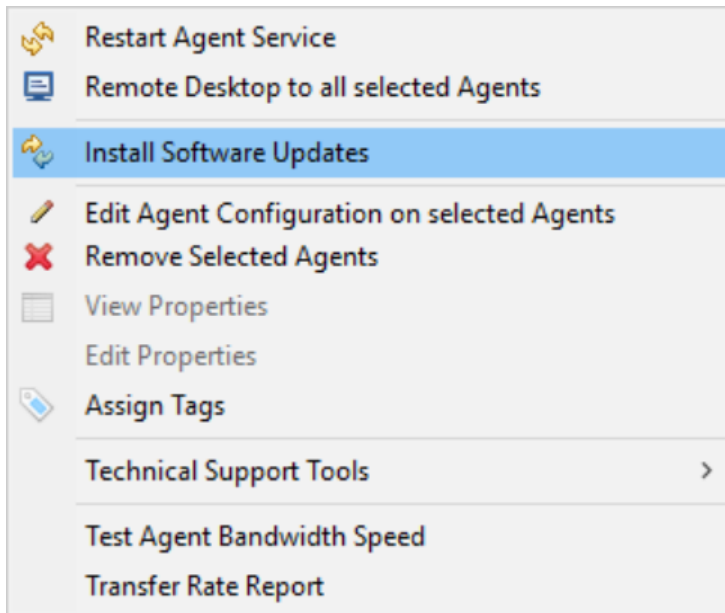 Restart Agent Service
Remote Desktop to all selected Agents
Install Software Updates
Edit Agent Configuration on selected Agents
Remove Selected Agents
View Properties
Edit Properties
Assign Tags
Technical Support Tools
Test Agent Bandwidth Speed
Transfer Rate Report